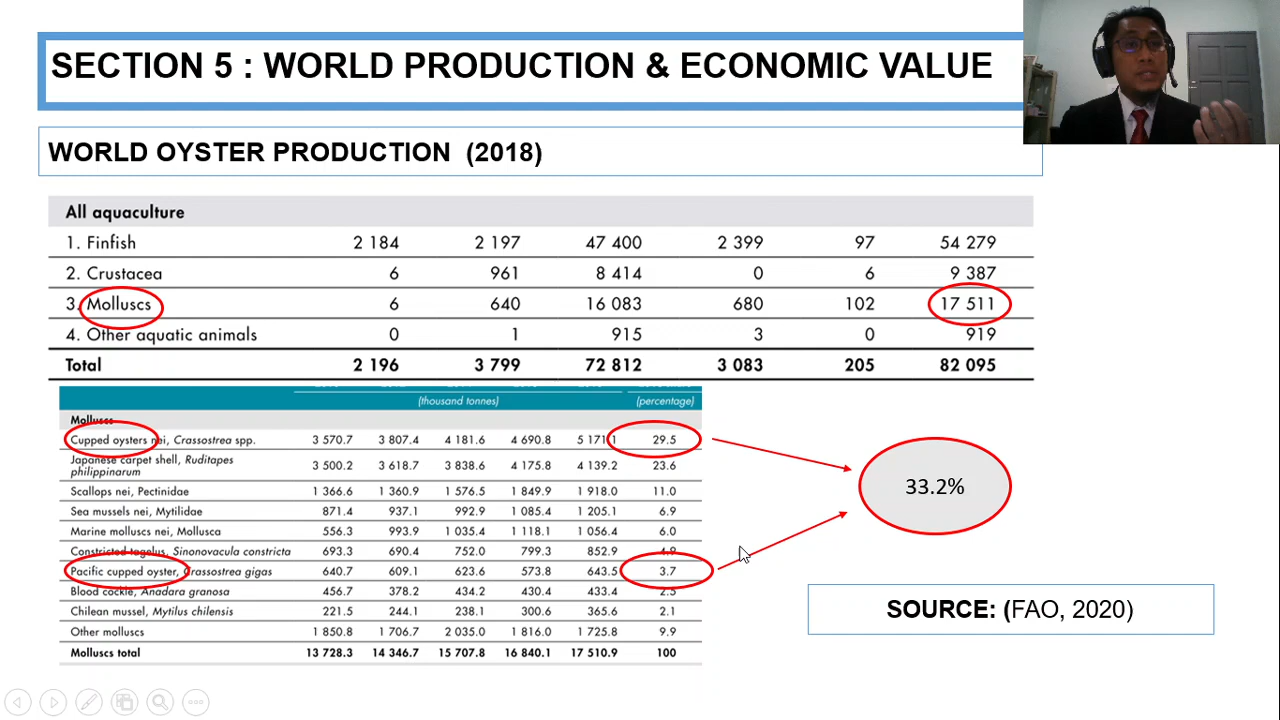 SECTION 5 : WORLD PRODUCTION & ECONOMIC VALUE
WORLD OYSTER PRODUCTION (2018)
All aquaculture
1. Finfish 2 184 2 197 47 400 2 399 97 54 279
2. Crustacea 6 961 8 414 0 6 9 387
3. Molluscs 6 640 16 083 680 102 17 511
4. Other aquatic animals 0 1 915 3 0 919
Total 2 196 3 799 72 812 3 083 205 82 095
(thousand tonnes) (percentage)
Molluscs
Cupped oysters nei, Crassostrea spp. 3 570.7 3 807.4 4 181.6 4 690.8 5 171.1 29.5
Japanese carpet shell, Ruditapes
philippinarum 3 500.2 3 618.7 3 838.6 4 175.8 4 139.2 23.6
Scallops nei, Pectinidae 1 366.6 1 360.9 1 576.5 1 849.9 1 918.0 11.0
Sea mussels nei, Mytilidae 871.4 937.1 992.9 1 085.4 1 205.1 6.9
Marine molluscs nei, Mollusca 556.3 993.9 1 035.4 1 118.1 1 056.4 6.0
Constricted tagelus, Sinonovacula constricta 693.3 690.4 752.0 799.3 852.9 4.9
Pacific cupped oyster, Crassostrea gigas 640.7 609.1 623.6 573.8 643.5 3.7
Blood cockle, Anadara granosa 456.7 378.2 434.2 430.4 433.4 2.5
Chilean mussel, Mytilus chilensis 221.5 244.1 238.1 300.6 365.6 2.1
Other molluscs 1 850.8 1 706.7 2 035.0 1 816.0 1 725.8 9.9
Molluscs total 13 728.3 14 346.7 15 707.8 16 840.1 17 510.9 100
33.2%
SOURCE: (FAO, 2020)